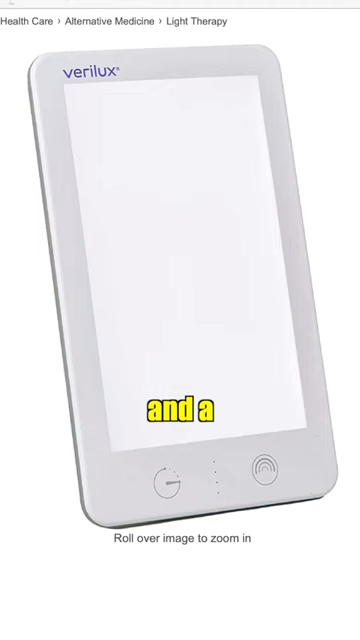 Health Care › Alternative Medicine › Light Therapy
verilux®
and a
Roll over image to zoom in